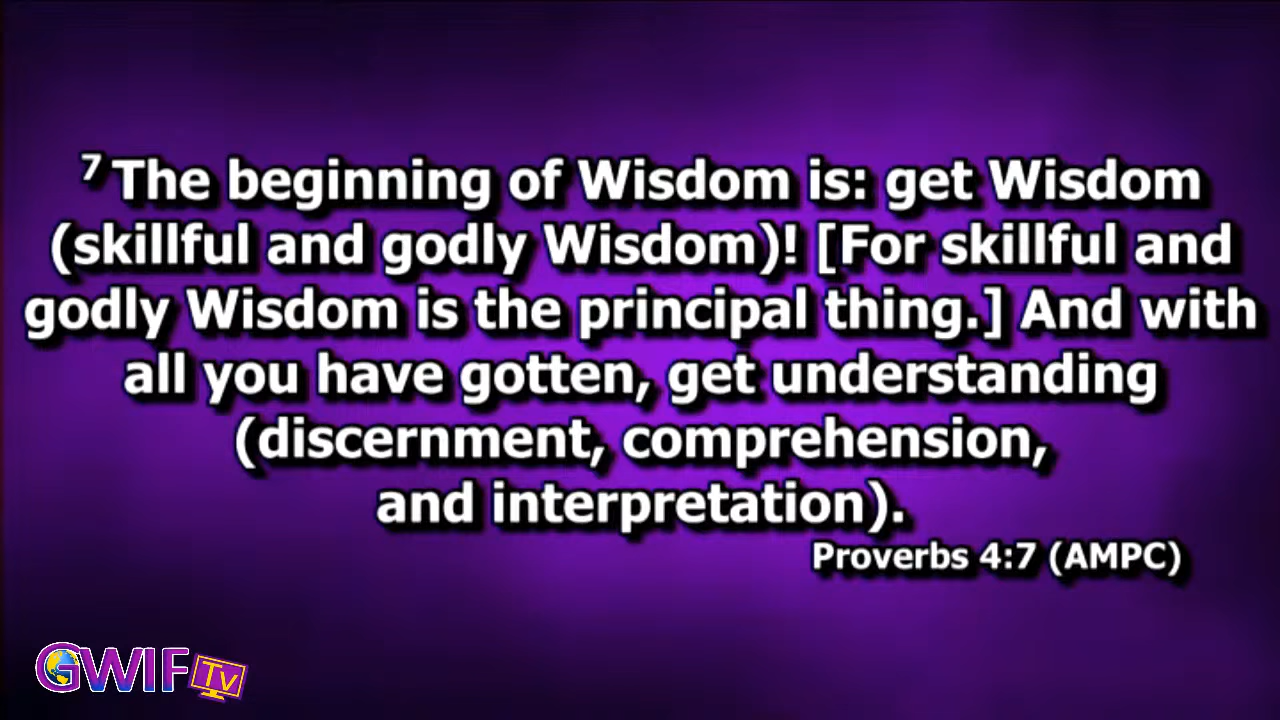 ⁷ The beginning of Wisdom is: get Wisdom
(skillful and godly Wisdom)! [For skillful and
godly Wisdom is the principal thing.] And with
all you have gotten, get understanding
(discernment, comprehension,
and interpretation).
Proverbs 4:7 (AMPC)
GWIF Tv